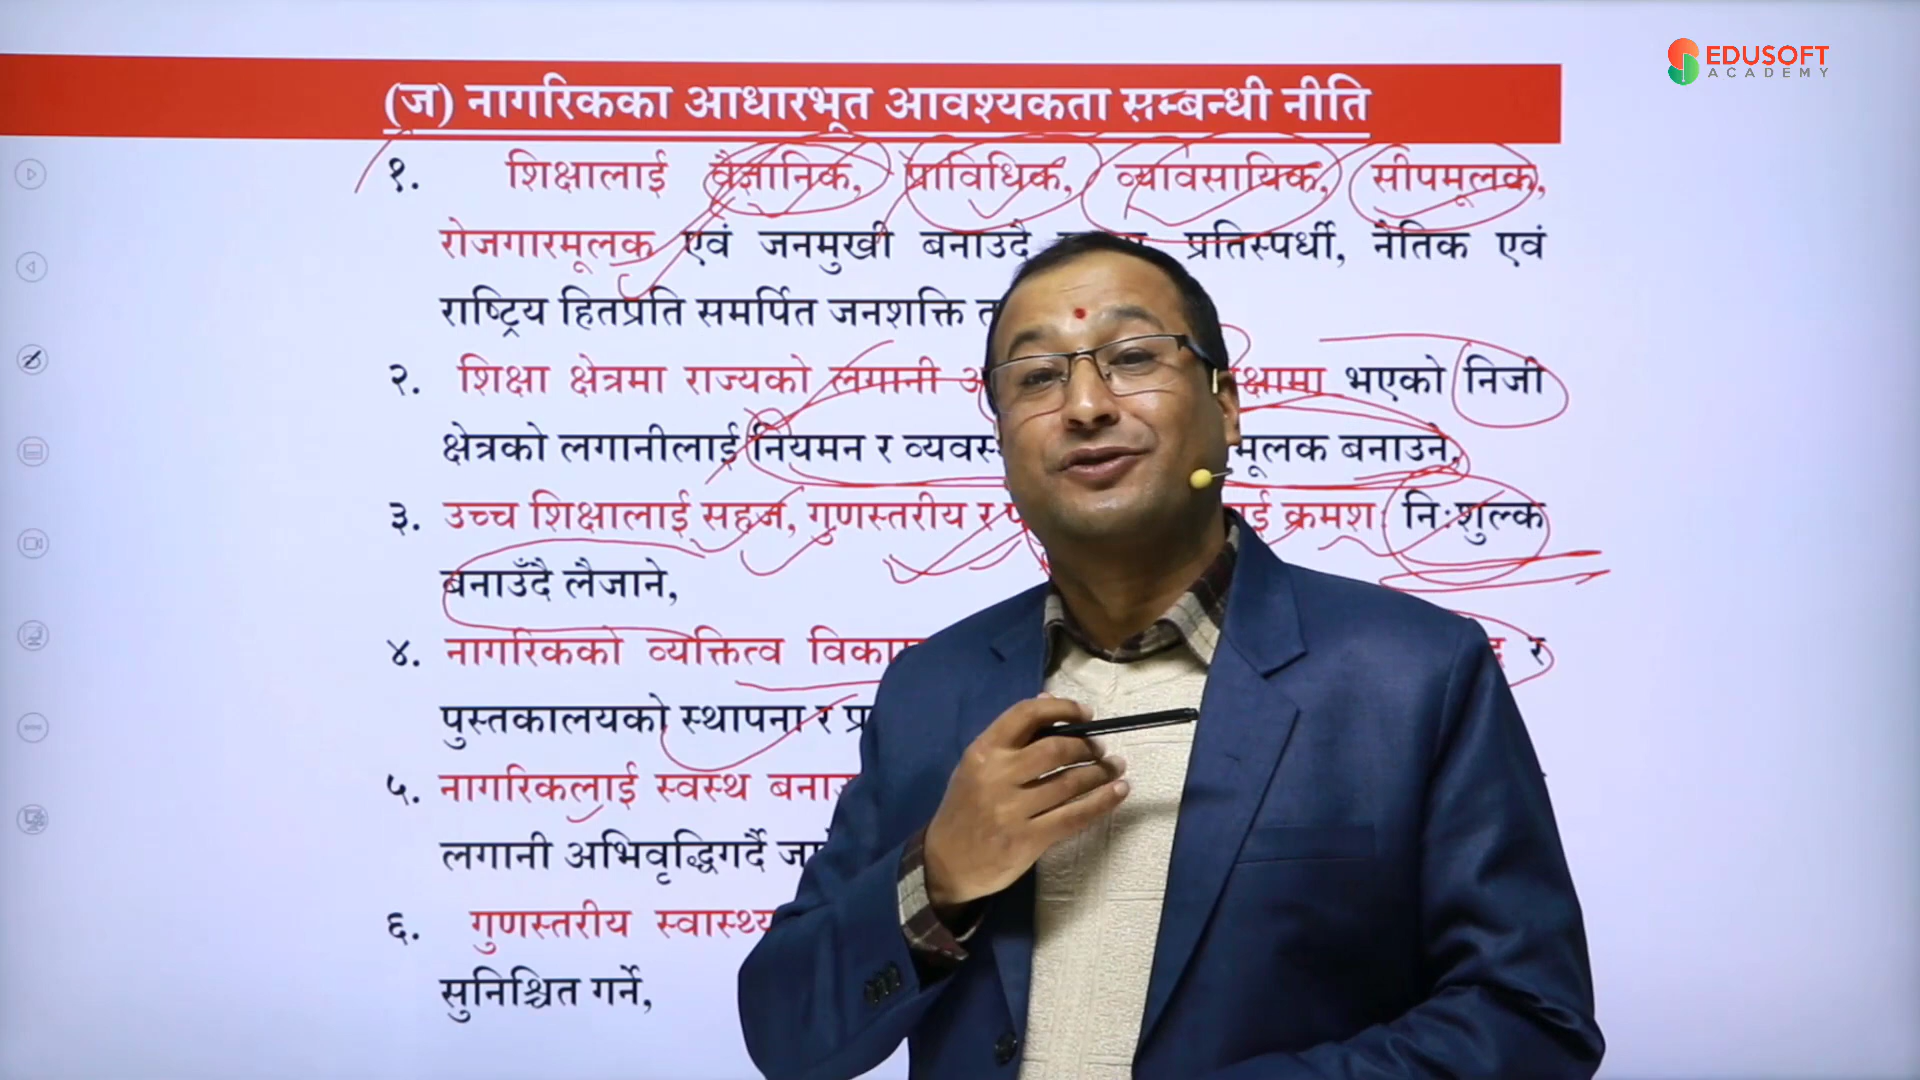 EDUSOFT
ACADEMY
(ज) नागरिकका आधारभूत आवश्यकता सम्बन्धी नीति
१. शिक्षालाई वैज्ञानिक, प्राविधिक, व्यावसायिक, सीपमूलक,
रोजगारमूलक एवं जनमुखी बनाउदै प्रतिस्पर्धी, नैतिक एवं
राष्ट्रिय हितप्रति समर्पित जनशक्ति
२. शिक्षा क्षेत्रमा राज्यको लगानी भएको निजी
क्षेत्रको लगानीलाई नियमन र बनाउने,
३. उच्च शिक्षालाई सहज, गुणस्तरीय र क्रमश: नि:शुल्क
बनाउँदै लैजाने,
४. नागरिकको व्यक्तित्व र
पुस्तकालयको स्थापना र
५. नागरिकलाई स्वस्थ
लगानी अभिवृद्धिगर्दै
६. गुणस्तरीय
सुनिश्चित गर्ने,